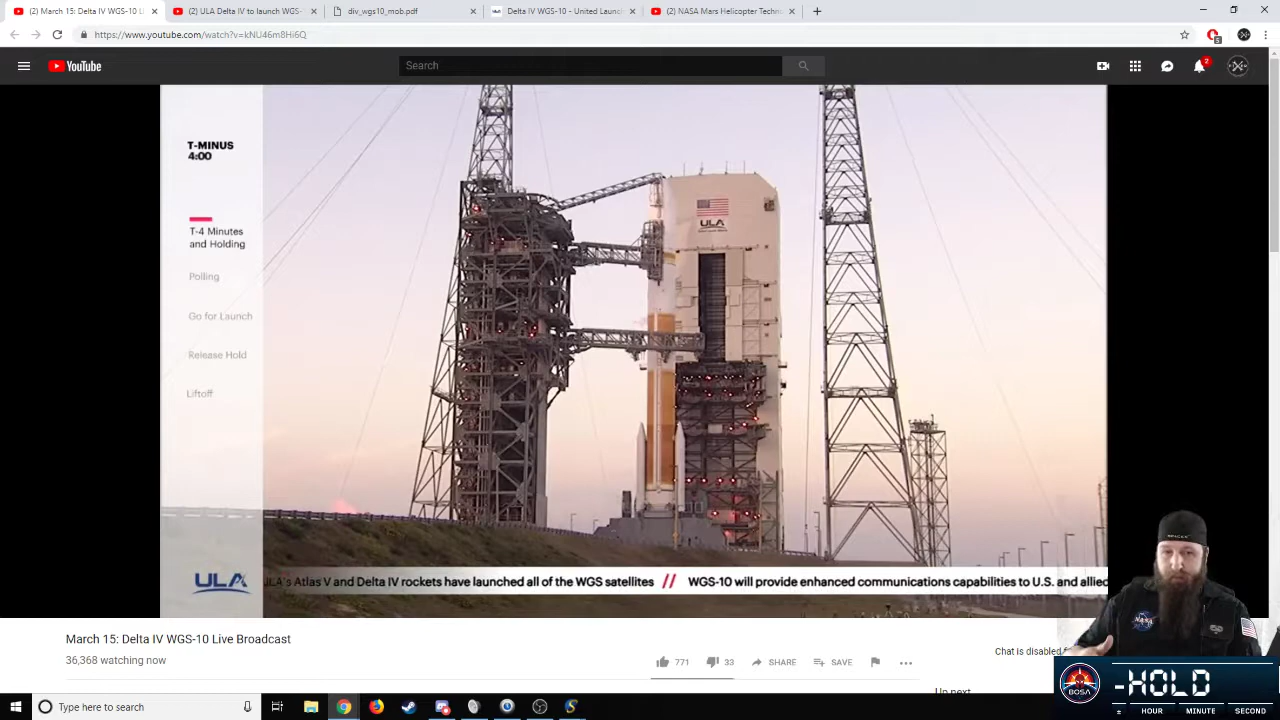 (2) March 15: Delta IV WGS-10 Li
(2) ULA Delta IV to launch WGS-
div_wgs10_mob.pdf
Delta IV WGS-10 - United Launc
(2) NASA Mars Helicopter Techn
https://www.youtube.com/watch?v=kNU46m8Hi6Q
5
YouTube
Search
2
T-MINUS
4:00
T-4 Minutes
and Holding
Polling
Go for Launch
Release Hold
Liftoff
ULA
ULA
ULA's Atlas V and Delta IV rockets have launched all of the WGS satellites // WGS-10 will provide enhanced communications capabilities to U.S. and allied
SPACEX
NASA
March 15: Delta IV WGS-10 Live Broadcast
36,368 watching now
771
33
SHARE
SAVE
Chat is disabled f
Up next
BOSA
-HOLD
± HOUR MINUTE SECOND
Type here to search